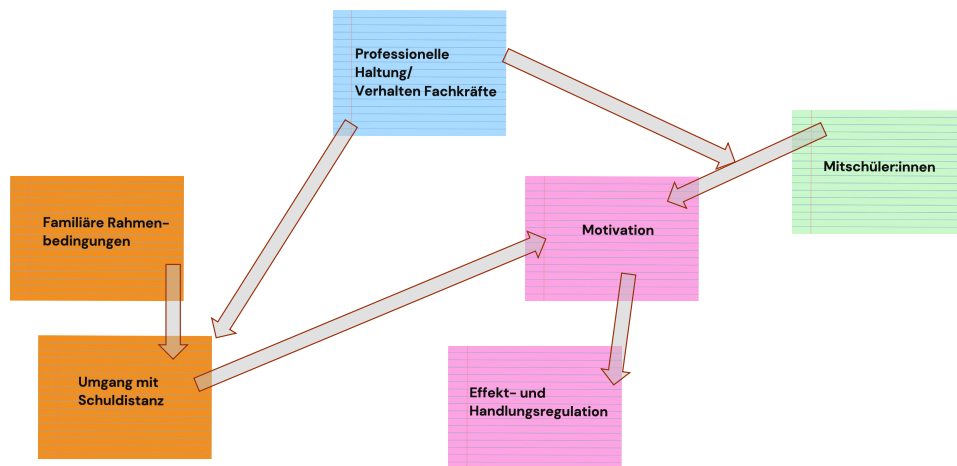 Professionelle
Haltung/
Verhalten Fachkräfte
Mitschüler:innen
Familiäre Rahmen-
bedingungen
Motivation
Umgang mit
Schuldistanz
Effekt- und
Handlungsregulation